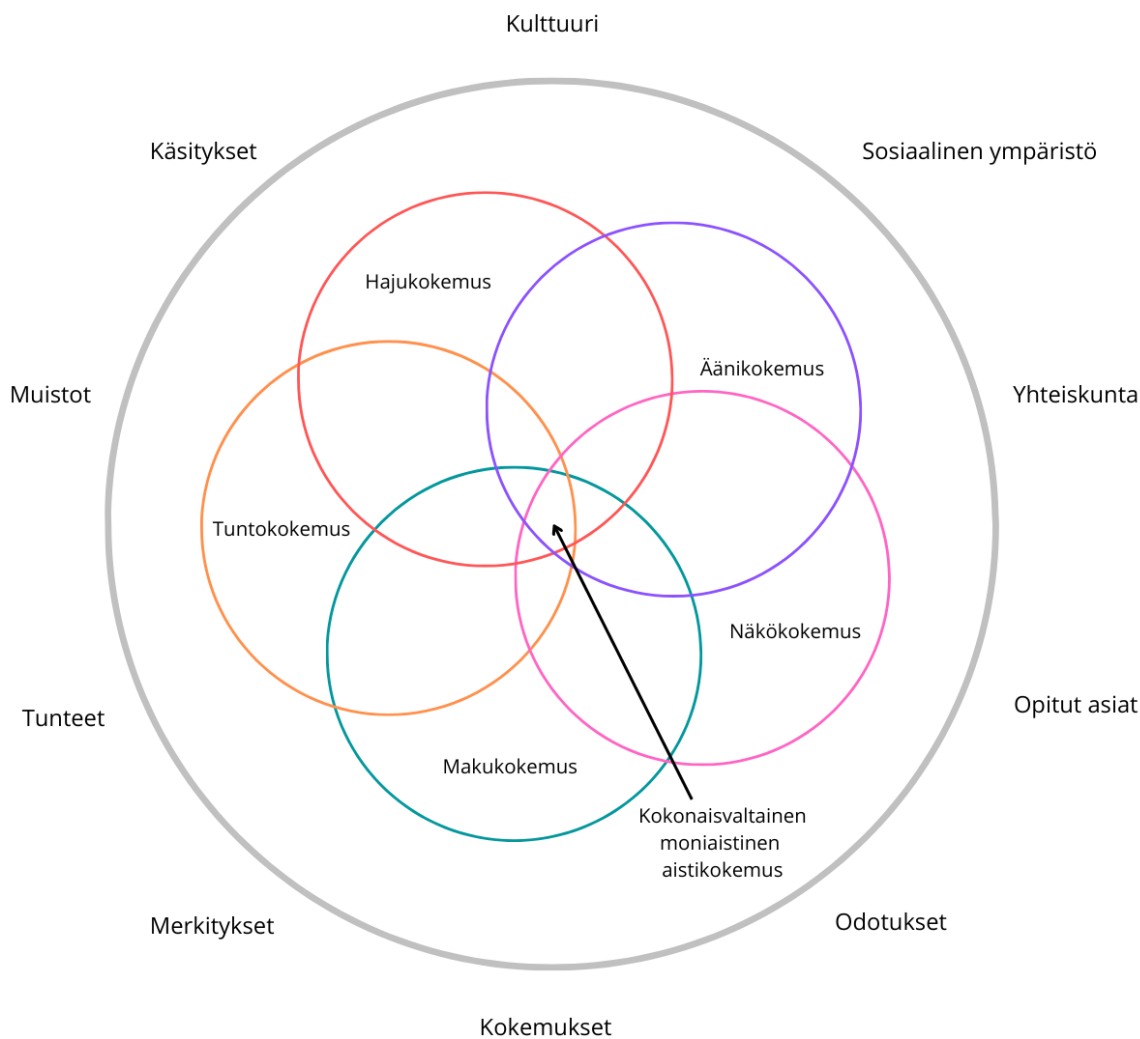 Kulttuuri
Käsitykset
Sosiaalinen ympäristö
Hajukokemus
Äänikokemus
Muistot
Yhteiskunta
Tuntokokemus
Näkökokemus
Tunteet
Opitut asiat
Makukokemus
Kokonaisvaltainen
moniaistinen
aistikokemus
Merkitykset
Odotukset
Kokemukset